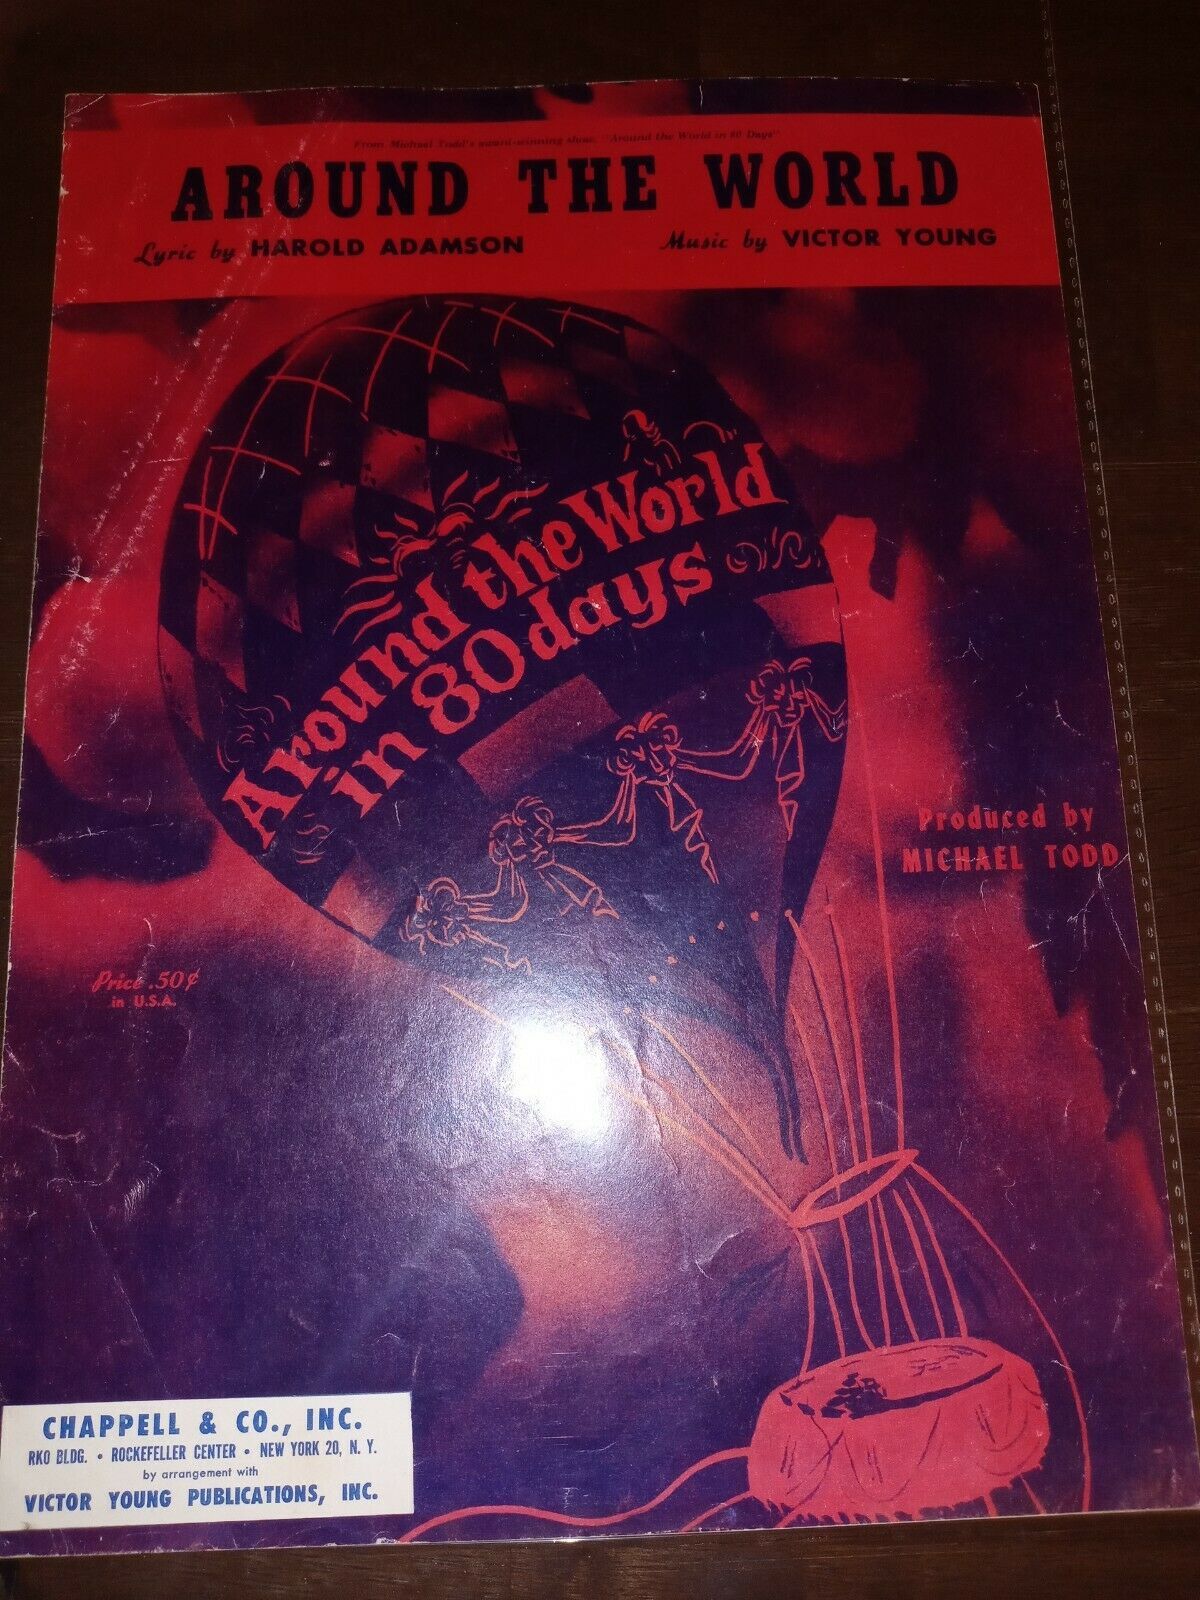 From Michael Todd's award-winning show, "Around the World in 80 Days"
AROUND THE WORLD
Lyric by HAROLD ADAMSON
Music by VICTOR YOUNG
Around the World
in 80 days
Produced by
MICHAEL TODD
Price .50¢
in U.S.A.
CHAPPELL & CO., INC.
RKO BLDG. • ROCKEFELLER CENTER • NEW YORK 20, N. Y.
by arrangement with
VICTOR YOUNG PUBLICATIONS, INC.